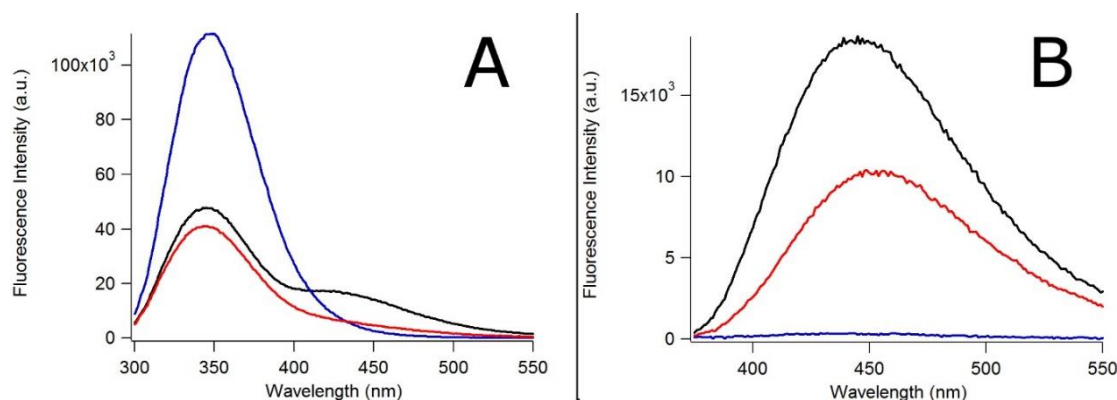 A
Fluorescence Intensity (a.u.)
100x10³
80
60
40
20
0
300 350 400 450 500 550
Wavelength (nm)
B
Fluorescence Intensity (a.u.)
15x10³
10
5
0
400 450 500 550
Wavelength (nm)